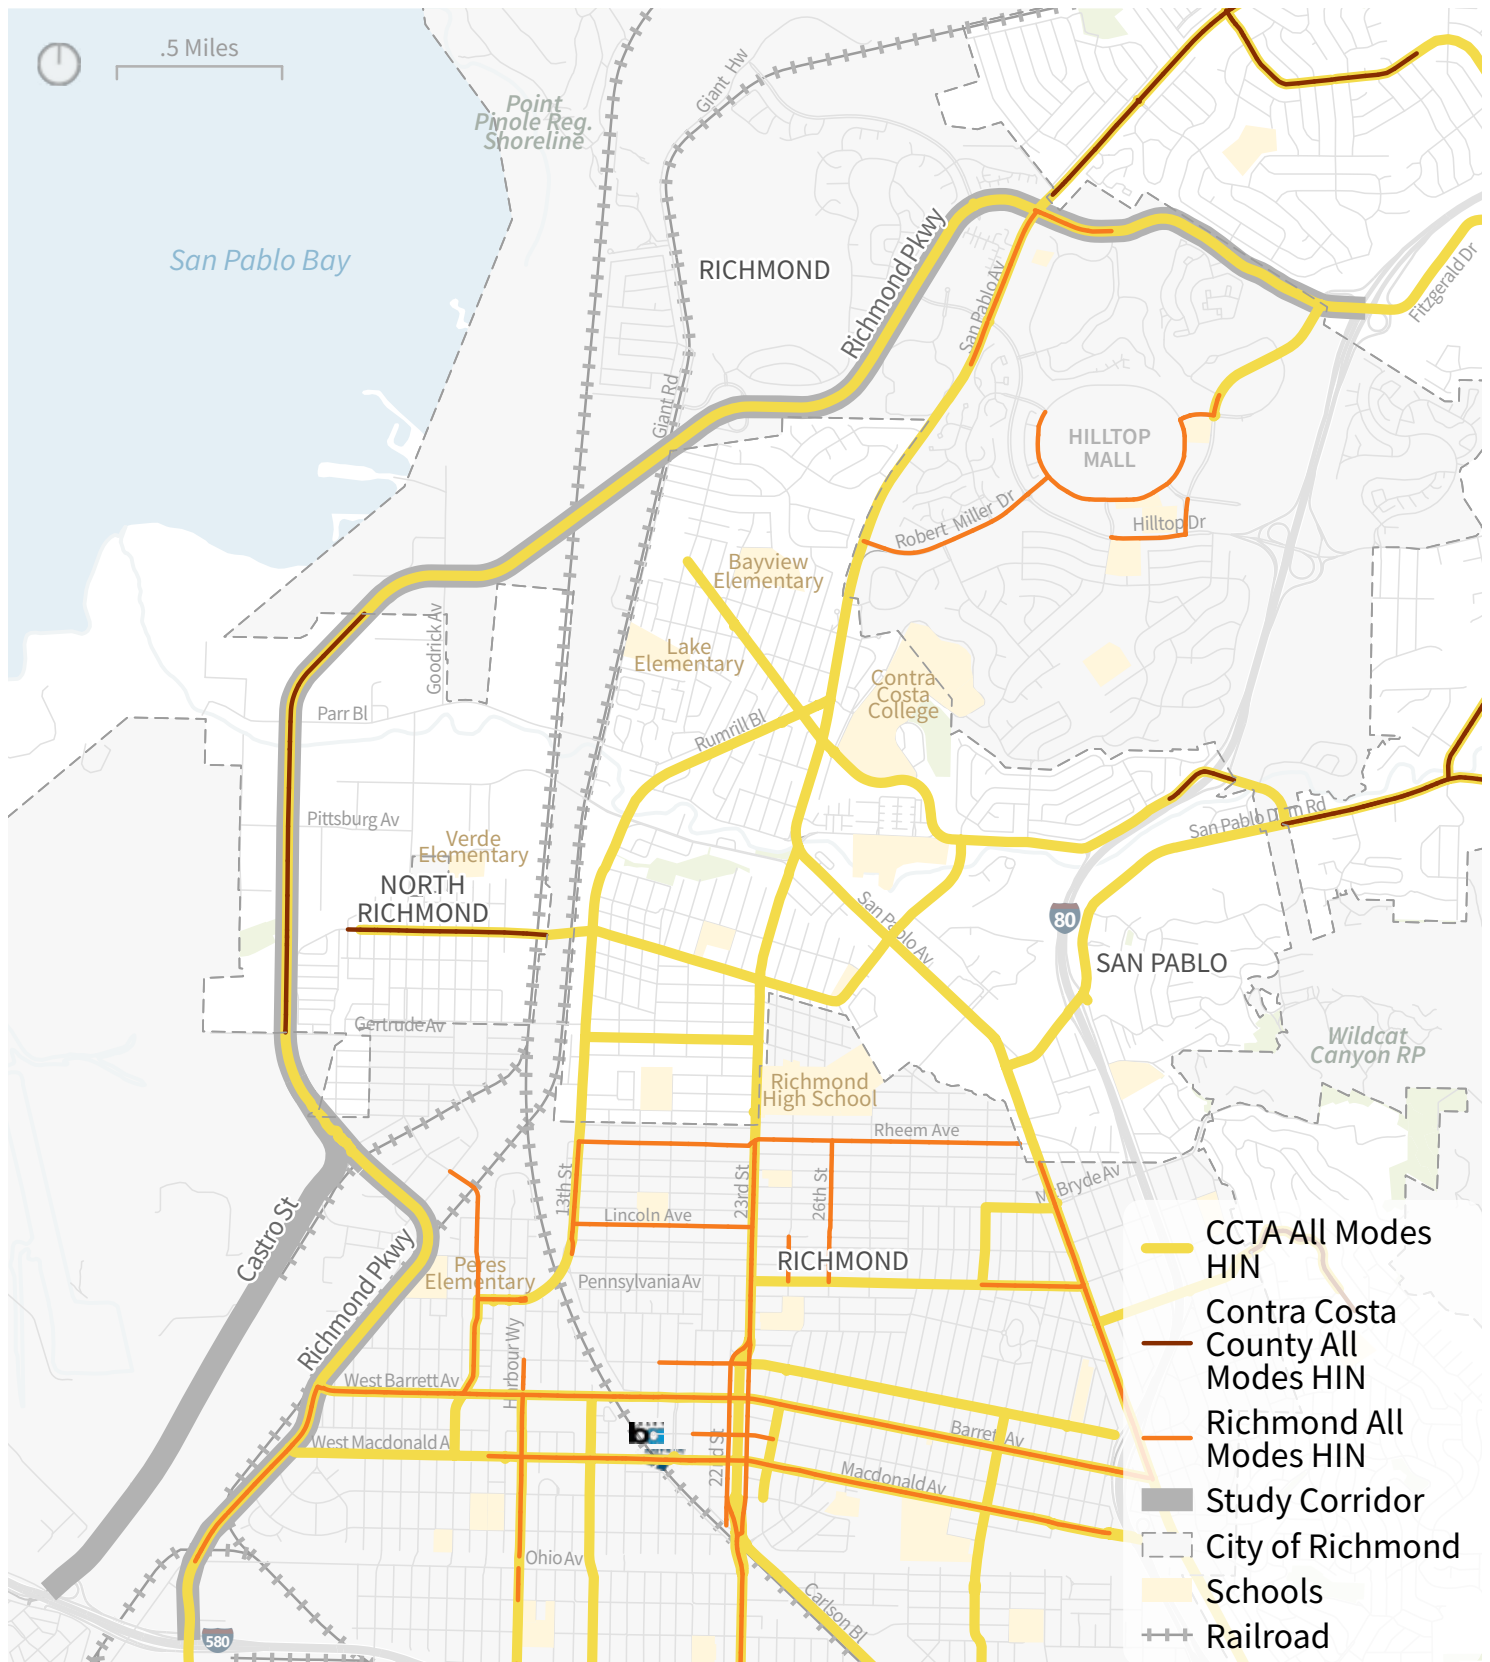 .5 Miles
Giant Hw
Point
Pinole Reg.
Shoreline
San Pablo Bay
RICHMOND
Richmond Pkwy
San Pablo Av
Fitzgerald Dr
Giant Rd
HILLTOP
MALL
Robert Miller Dr
Hilltop Dr
Bayview
Elementary
Goodrick Av
Lake
Elementary
Contra
Costa
College
Parr Bl
Rumrill Bl
Pittsburg Av
San Pablo Dam Rd
Verde
Elementary
NORTH
RICHMOND
San Pablo Av
80
SAN PABLO
Gertrude Av
Wildcat
Canyon RP
Richmond
High School
Rheem Ave
13th St
23rd St
26th St
McBryde Av
Castro St
Lincoln Ave
Richmond Pkwy
Peres
Elementary
RICHMOND
Pennsylvania Av
Harbour Wy
West Barrett Av
West Macdonald A
22nd St
Barrett Av
Macdonald Av
Ohio Av
Carlson Bl
580
CCTA All Modes
HIN
Contra Costa
County All
Modes HIN
Richmond All
Modes HIN
Study Corridor
City of Richmond
Schools
Railroad